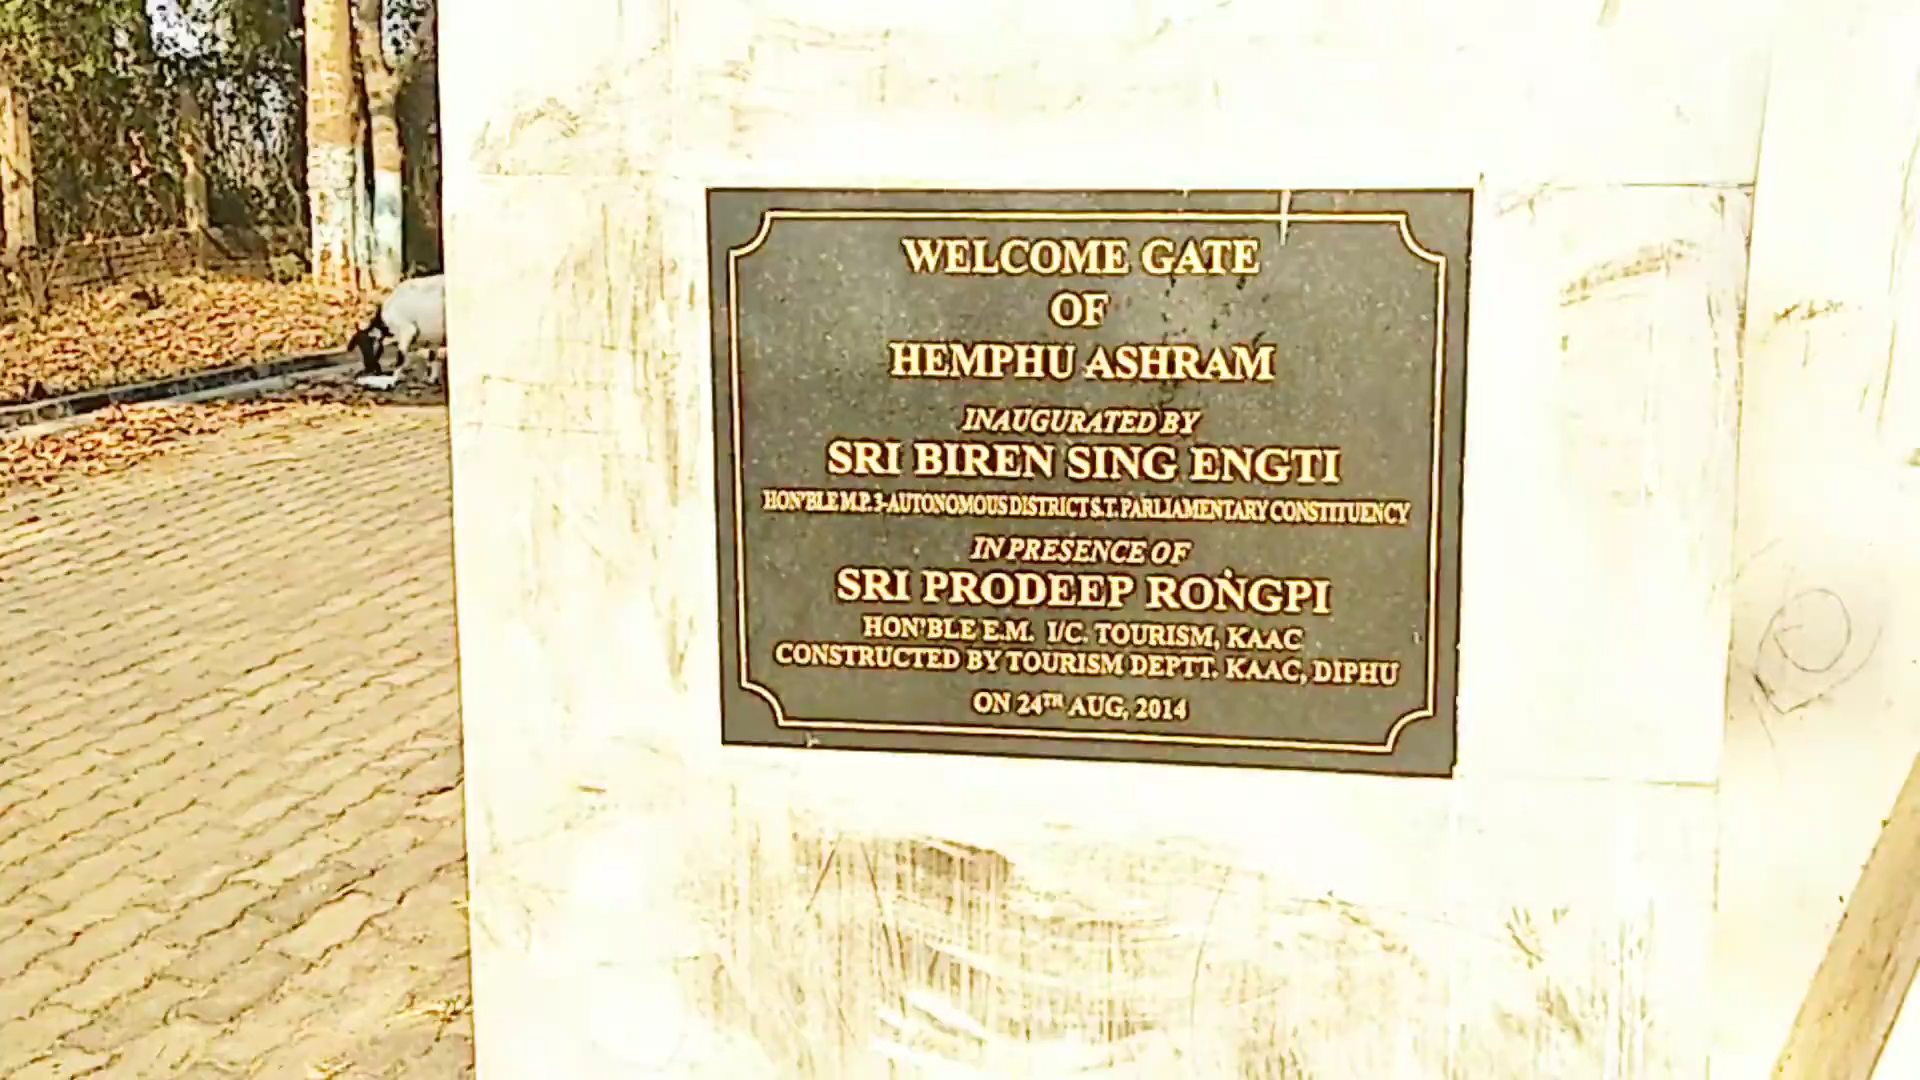 WELCOME GATE
OF
HEMPHU ASHRAM
INAUGURATED BY
SRI BIREN SING ENGTI
HON'BLE M.P. 3-AUTONOMOUS DISTRICT S.T. PARLIAMENTARY CONSTITUENCY
IN PRESENCE OF
SRI PRODEEP ROṄGPI
HON'BLE E.M. I/C. TOURISM, KAAC
CONSTRUCTED BY TOURISM DEPTT. KAAC, DIPHU
ON 24TH AUG, 2014